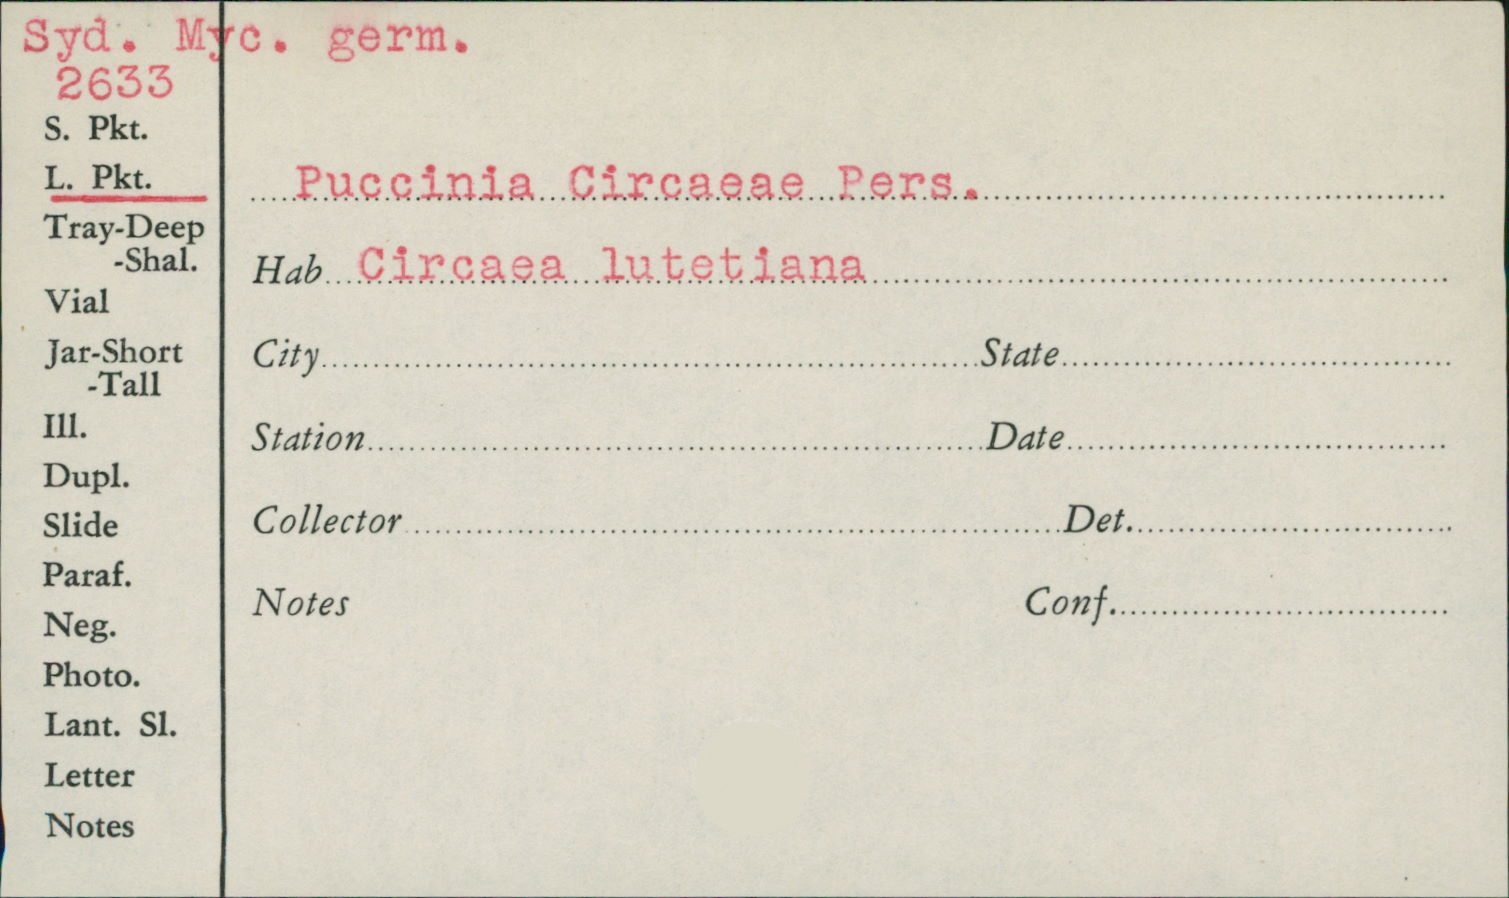 Syd. Myc. germ.
2633
S. Pkt.
L. Pkt.
Tray-Deep
-Shal.
Vial
Jar-Short
-Tall
Ill.
Dupl.
Slide
Paraf.
Neg.
Photo.
Lant. Sl.
Letter
Notes
Puccinia Circaeae Pers.
Hab Circaea lutetiana
City State
Station Date
Collector Det.
Notes Conf.